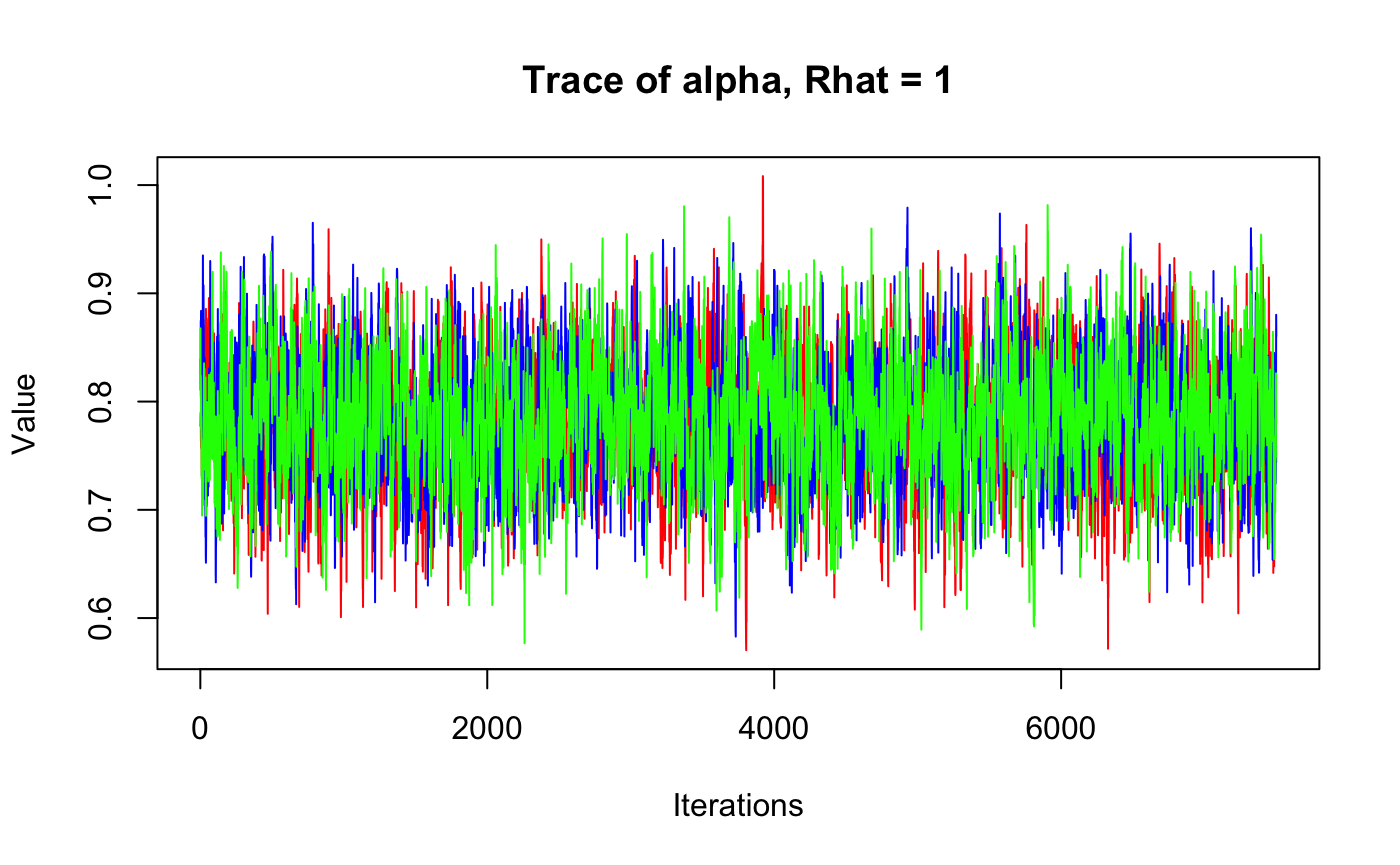 Trace of alpha, Rhat = 1
Value
1.0
0.9
0.8
0.7
0.6
0 2000 4000 6000
Iterations